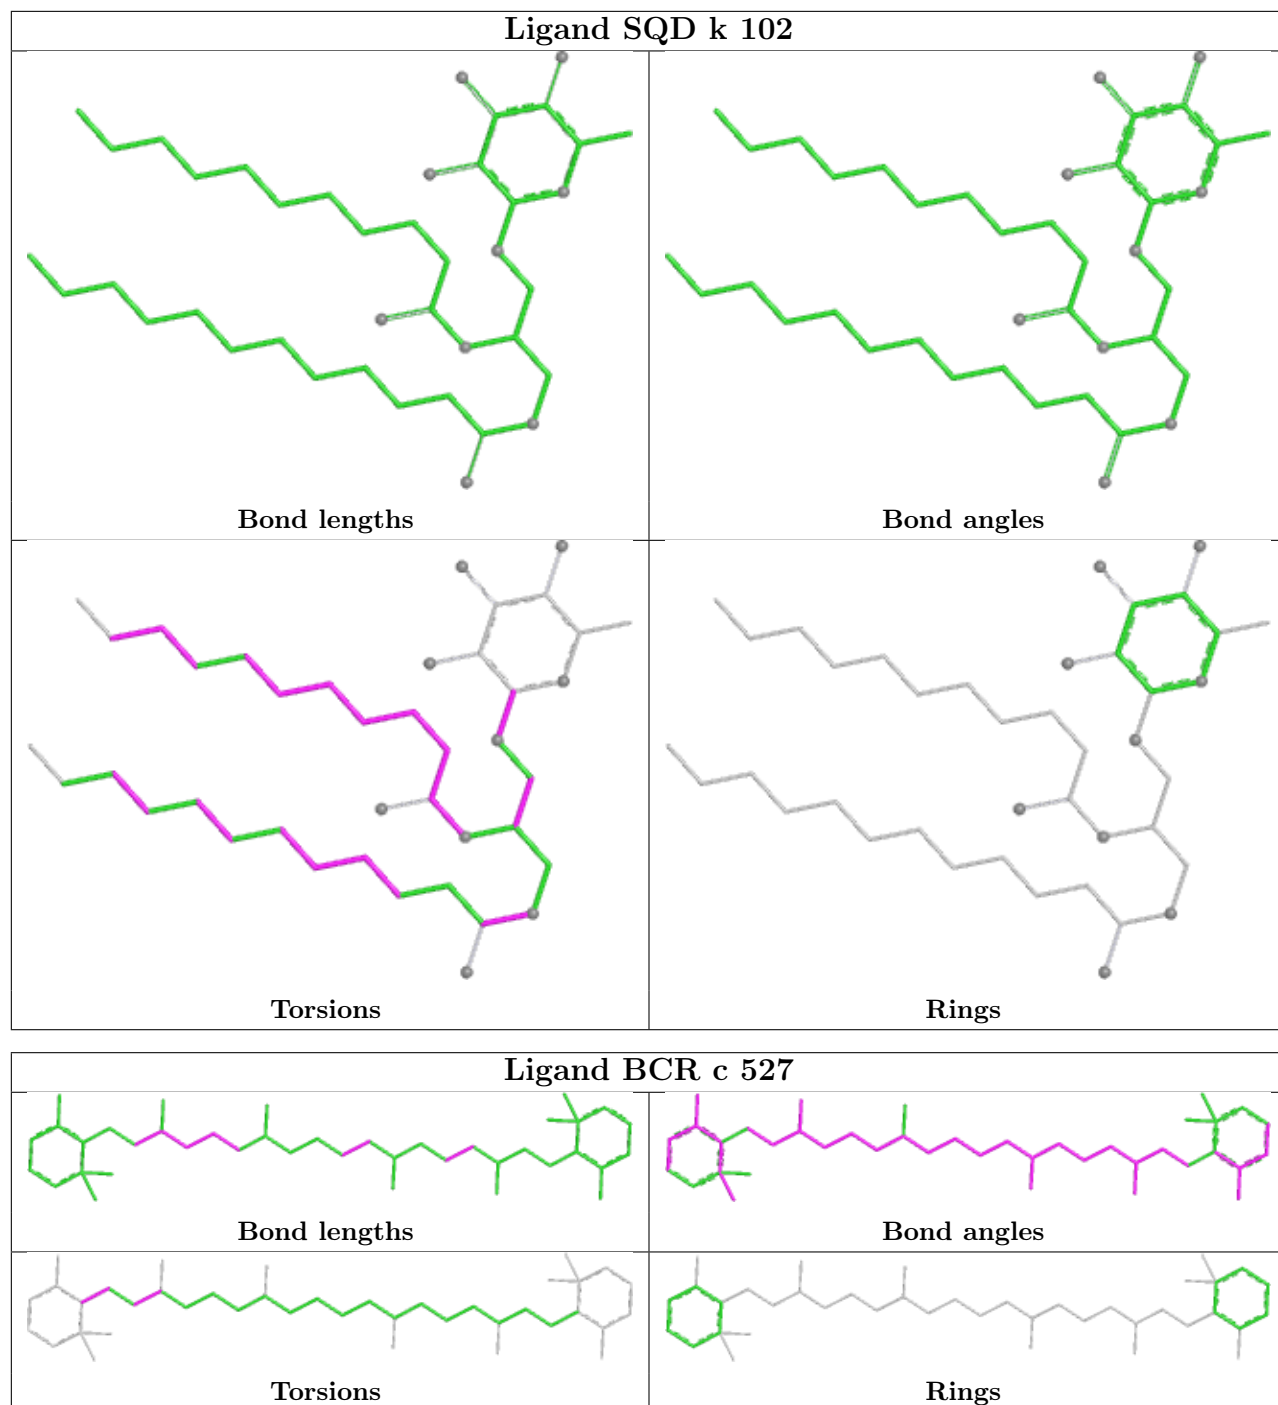 Ligand SQD k 102
Bond lengths
Bond angles
Torsions
Rings
Ligand BCR c 527
Bond lengths
Bond angles
Torsions
Rings